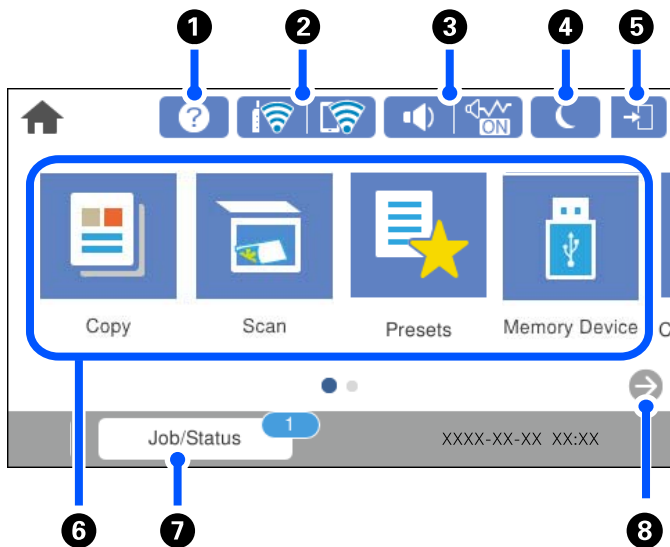 1 2 3 4 5
?
ON
Copy Scan Presets Memory Device C
Job/Status 1 XXXX-XX-XX XX:XX
6 7 8